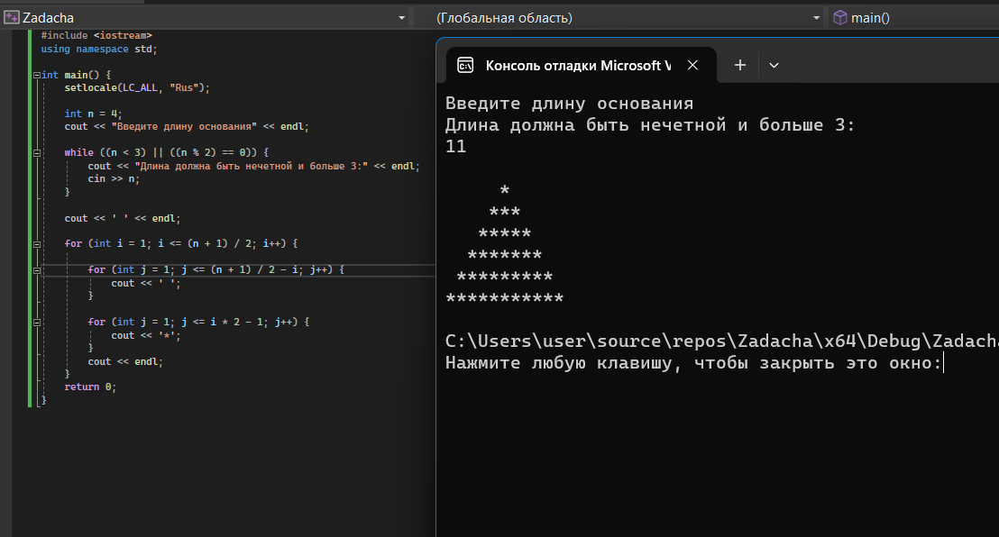 Zadacha
(Глобальная область)
main()
#include <iostream>
using namespace std;
int main() {
setlocale(LC_ALL, "Rus");
int n = 4;
cout << "Введите длину основания" << endl;
while ((n < 3) || ((n % 2) == 0)) {
cout << "Длина должна быть нечетной и больше 3:" << endl;
cin >> n;
}
cout << ' ' << endl;
for (int i = 1; i <= (n + 1) / 2; i++) {
for (int j = 1; j <= (n + 1) / 2 - i; j++) {
cout << ' ';
}
for (int j = 1; j <= i * 2 - 1; j++) {
cout << '*';
}
cout << endl;
}
return 0;
}
Консоль отладки Microsoft V
Введите длину основания
Длина должна быть нечетной и больше 3:
11
*
***
*****
*******
*********
***********
C:\Users\user\source\repos\Zadacha\x64\Debug\Zadacha
Нажмите любую клавишу, чтобы закрыть это окно: